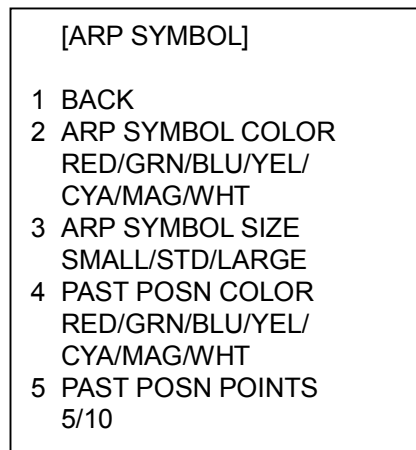 [ARP SYMBOL]
1 BACK
2 ARP SYMBOL COLOR
RED/GRN/BLU/YEL/
CYA/MAG/WHT
3 ARP SYMBOL SIZE
SMALL/STD/LARGE
4 PAST POSN COLOR
RED/GRN/BLU/YEL/
CYA/MAG/WHT
5 PAST POSN POINTS
5/10